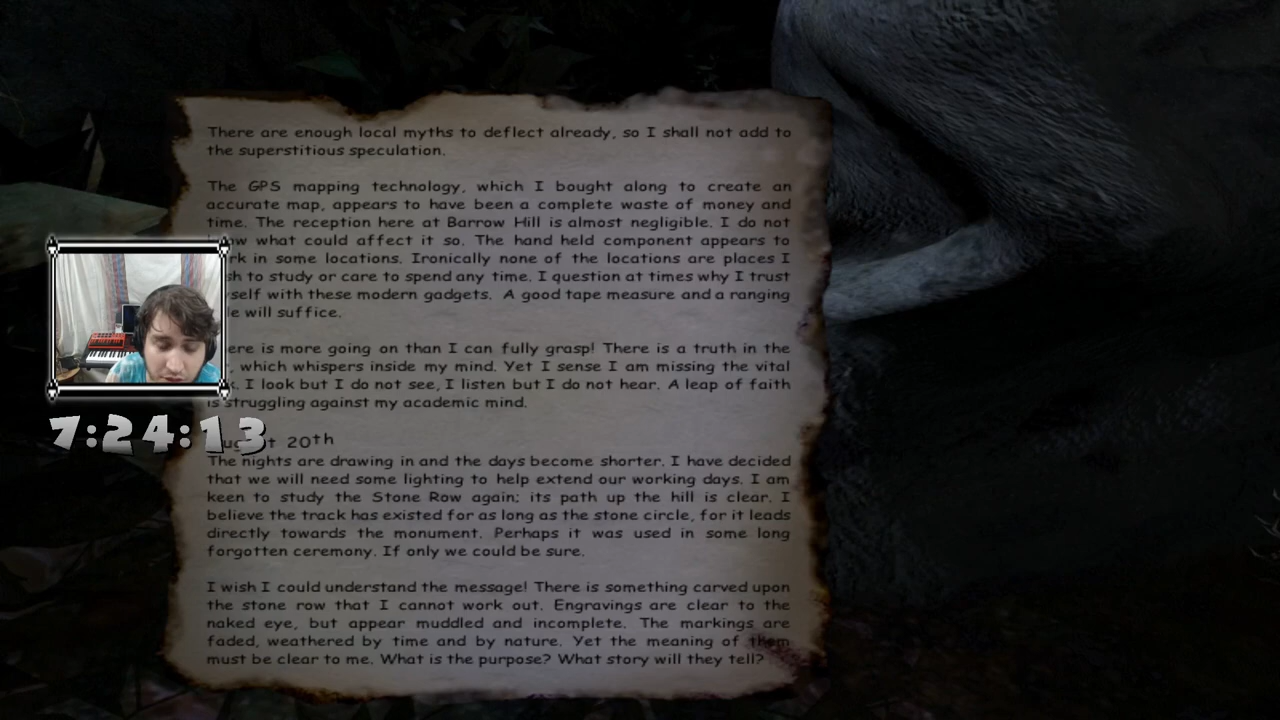 There are enough local myths to deflect already, so I shall not add to
the superstitious speculation.
The GPS mapping technology, which I bought along to create an
accurate map, appears to have been a complete waste of money and
time. The reception here at Barrow Hill is almost negligible. I do not
what could affect it so. The hand held component appears to
in some locations. Ironically none of the locations are places I
to study or care to spend any time. I question at times why I trust
with these modern gadgets. A good tape measure and a ranging
will suffice.
is more going on than I can fully grasp! There is a truth in the
which whispers inside my mind. Yet I sense I am missing the vital
I look but I do not see, I listen but I do not hear. A leap of faith
is struggling against my academic mind.
20th
7:24:13
The nights are drawing in and the days become shorter. I have decided
that we will need some lighting to help extend our working days. I am
keen to study the Stone Row again; its path up the hill is clear. I
believe the track has existed for as long as the stone circle, for it leads
directly towards the monument. Perhaps it was used in some long
forgotten ceremony. If only we could be sure.
I wish I could understand the message! There is something carved upon
the stone row that I cannot work out. Engravings are clear to the
naked eye, but appear muddled and incomplete. The markings are
faded, weathered by time and by nature. Yet the meaning of them
must be clear to me. What is the purpose? What story will they tell?